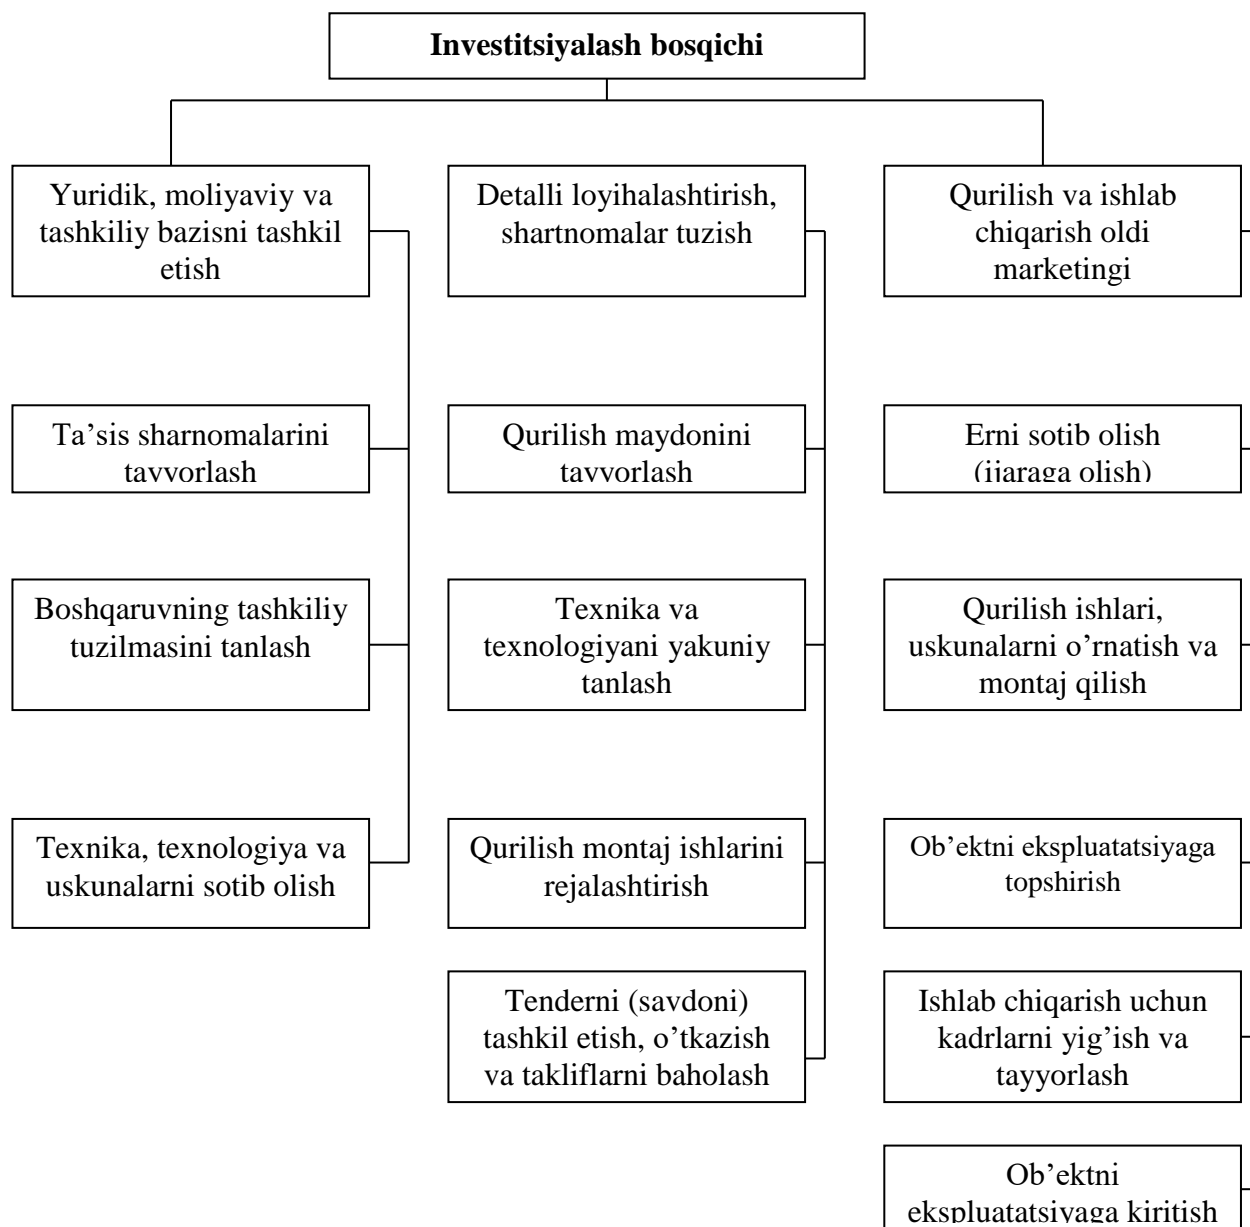 Investitsiyalash bosqichi
Yuridik, moliyaviy va
tashkiliy bazisni tashkil
etish
Detalli loyihalashtirish,
shartnomalar tuzish
Qurilish va ishlab
chiqarish oldi
marketingi
Ta’sis sharnomalarini
tayyorlash
Qurilish maydonini
tayyorlash
Erni sotib olish
(ijaraga olish)
Boshqaruvning tashkiliy
tuzilmasini tanlash
Texnika va
texnologiyani yakuniy
tanlash
Qurilish ishlari,
uskunalarni o’rnatish va
montaj qilish
Texnika, texnologiya va
uskunalarni sotib olish
Qurilish montaj ishlarini
rejalashtirish
Ob’ektni ekspluatatsiyaga
topshirish
Tenderni (savdoni)
tashkil etish, o’tkazish
va takliflarni baholash
Ishlab chiqarish uchun
kadrlarni yig’ish va
tayyorlash
Ob’ektni
ekspluatatsiyaga kiritish